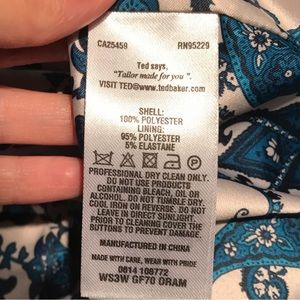 CA25459 RN95229
Ted says,
"Tailor made for you".
VISIT TED@www.tedbaker.com
SHELL:
100% POLYESTER
LINING:
95% POLYESTER
5% ELASTANE
PROFESSIONAL DRY CLEAN ONLY
DO NOT USE PRODUCTS
CONTAINING BLEACH, OIL OR
ALCOHOL. DO NOT TUMBLE DRY.
COOL IRON ON REVERSE. DO NOT
LEAVE IN DIRECT SUNLIGHT.
PRIOR TO CLEANING COVER THE
BUTTONS TO PREVENT DAMAGE.
MANUFACTURED IN CHINA
MADE WITH CARE, WEAR WITH PRIDE
0814 108772
WS3W GF70 ORAM